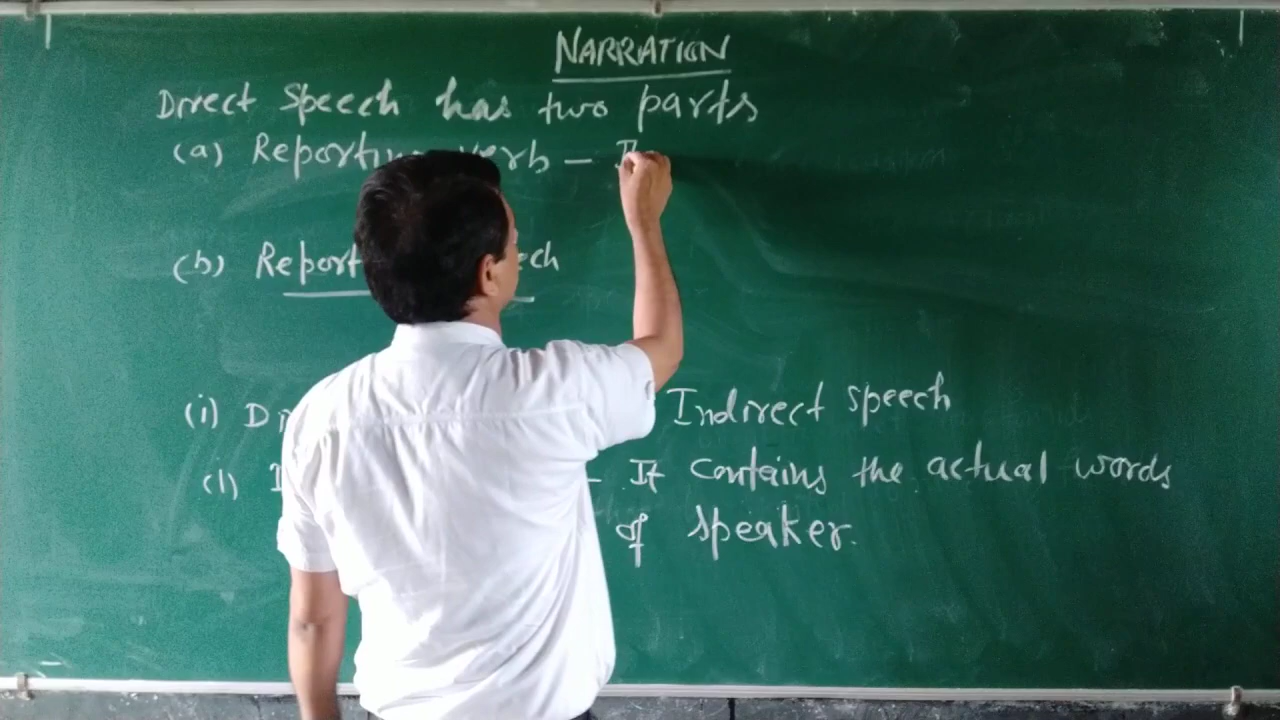 NARRATION
Direct Speech has two parts
(a) Reporting verb – I
(b) Report ech
(i) D Indirect speech
(1) – It contains the actual words
of speaker.